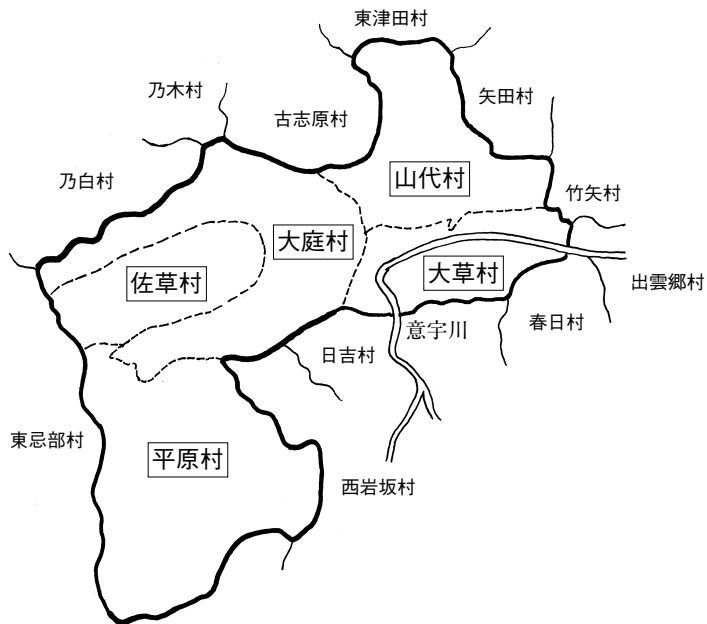 東津田村
乃木村
矢田村
古志原村
山代村
乃白村
竹矢村
大庭村
佐草村
大草村
出雲郷村
春日村
意宇川
日吉村
東忌部村
平原村
西岩坂村